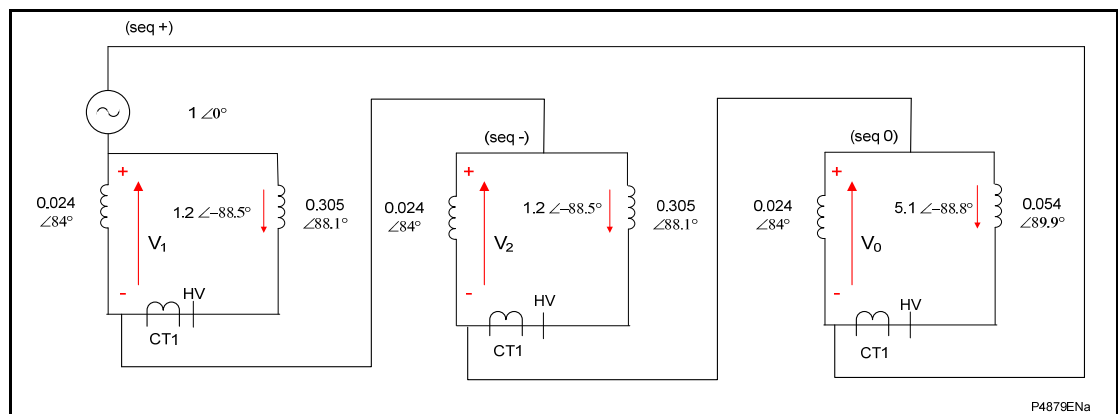 (seq +)
1 ∠0°
(seq -)
(seq 0)
+
+
+
0.024
∠84°
1.2 ∠−88.5°
0.305
∠88.1°
0.024
∠84°
1.2 ∠−88.5°
0.305
∠88.1°
0.024
∠84°
5.1 ∠−88.8°
0.054
∠89.9°
V1
V2
V0
-
HV
-
HV
-
HV
CT1
CT1
CT1
P4879ENa